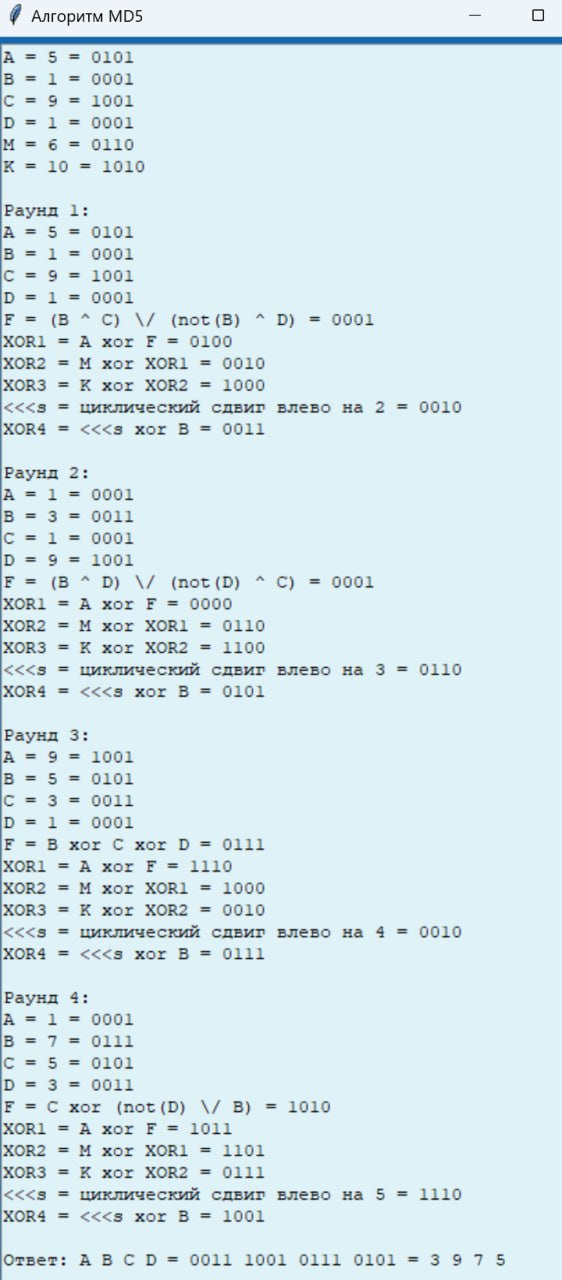 Алгоритм MD5
A = 5 = 0101
B = 1 = 0001
C = 9 = 1001
D = 1 = 0001
M = 6 = 0110
K = 10 = 1010
Раунд 1:
A = 5 = 0101
B = 1 = 0001
C = 9 = 1001
D = 1 = 0001
F = (B ^ C) \/ (not(B) ^ D) = 0001
XOR1 = A xor F = 0100
XOR2 = M xor XOR1 = 0010
XOR3 = K xor XOR2 = 1000
<<<s = циклический сдвиг влево на 2 = 0010
XOR4 = <<<s xor B = 0011
Раунд 2:
A = 1 = 0001
B = 3 = 0011
C = 1 = 0001
D = 9 = 1001
F = (B ^ D) \/ (not(D) ^ C) = 0001
XOR1 = A xor F = 0000
XOR2 = M xor XOR1 = 0110
XOR3 = K xor XOR2 = 1100
<<<s = циклический сдвиг влево на 3 = 0110
XOR4 = <<<s xor B = 0101
Раунд 3:
A = 9 = 1001
B = 5 = 0101
C = 3 = 0011
D = 1 = 0001
F = B xor C xor D = 0111
XOR1 = A xor F = 1110
XOR2 = M xor XOR1 = 1000
XOR3 = K xor XOR2 = 0010
<<<s = циклический сдвиг влево на 4 = 0010
XOR4 = <<<s xor B = 0111
Раунд 4:
A = 1 = 0001
B = 7 = 0111
C = 5 = 0101
D = 3 = 0011
F = C xor (not(D) \/ B) = 1010
XOR1 = A xor F = 1011
XOR2 = M xor XOR1 = 1101
XOR3 = K xor XOR2 = 0111
<<<s = циклический сдвиг влево на 5 = 1110
XOR4 = <<<s xor B = 1001
Ответ: A B C D = 0011 1001 0111 0101 = 3 9 7 5